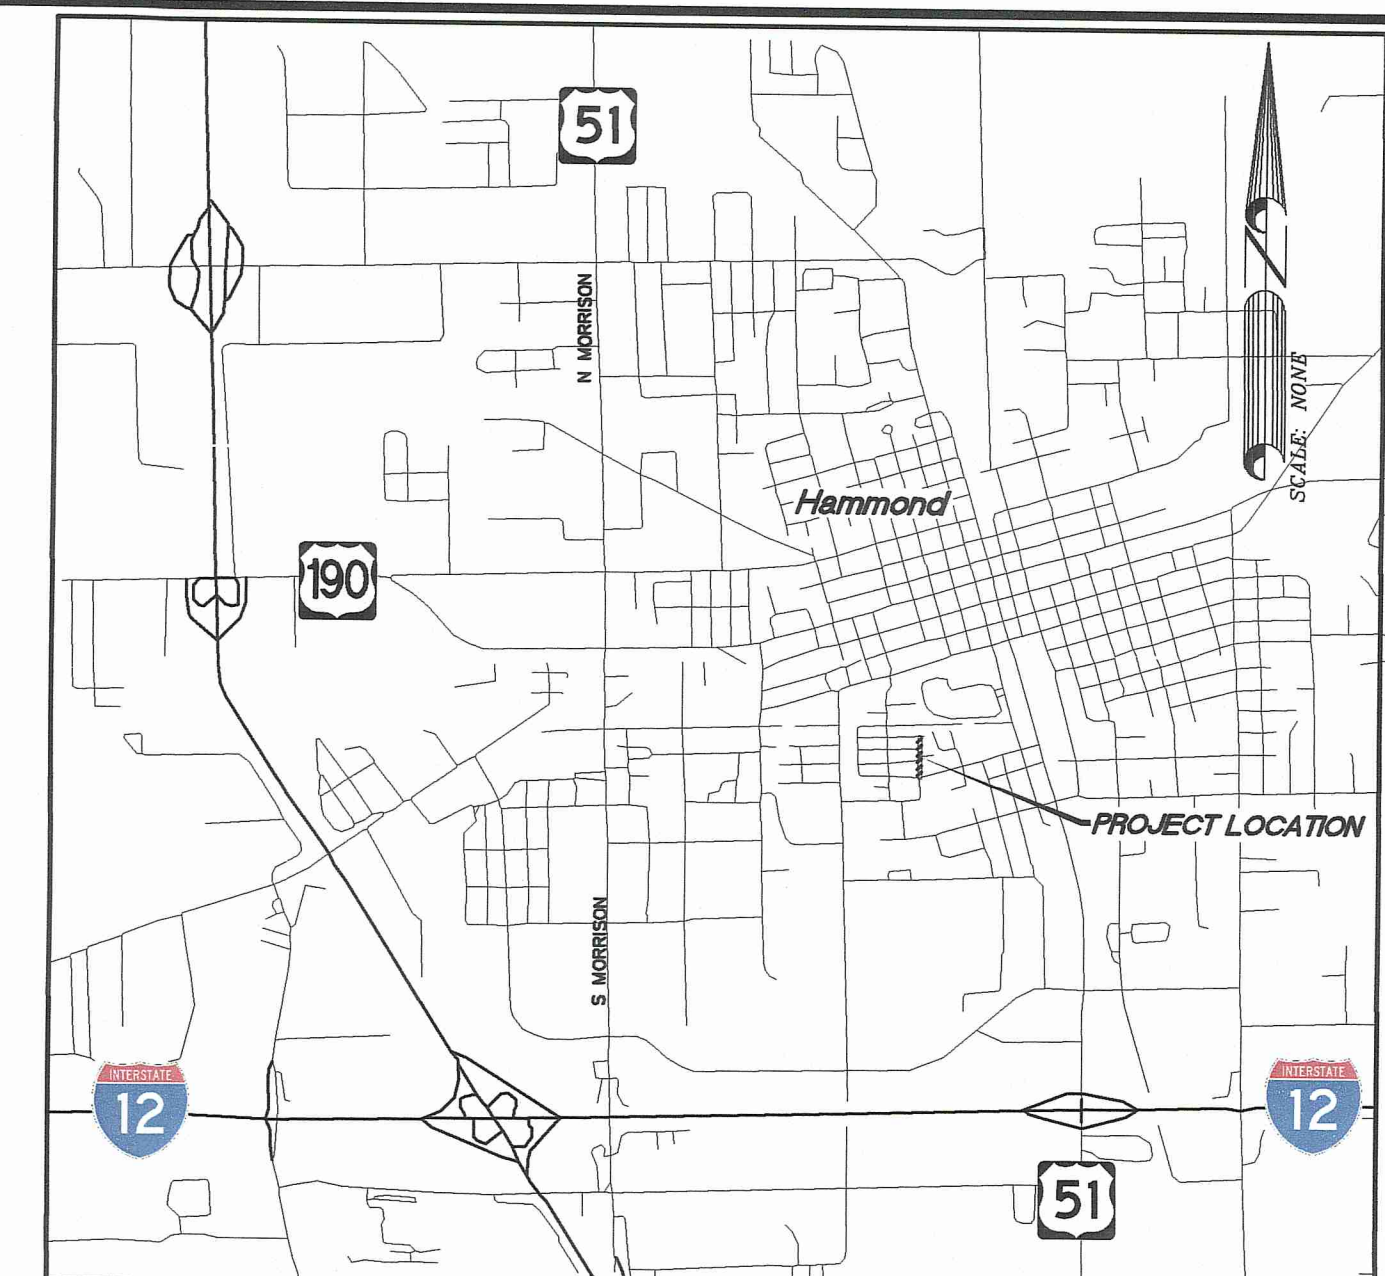 51
N MORRISON
SCALE: NONE
Hammond
190
PROJECT LOCATION
S MORRISON
INTERSTATE
12
INTERSTATE
12
51